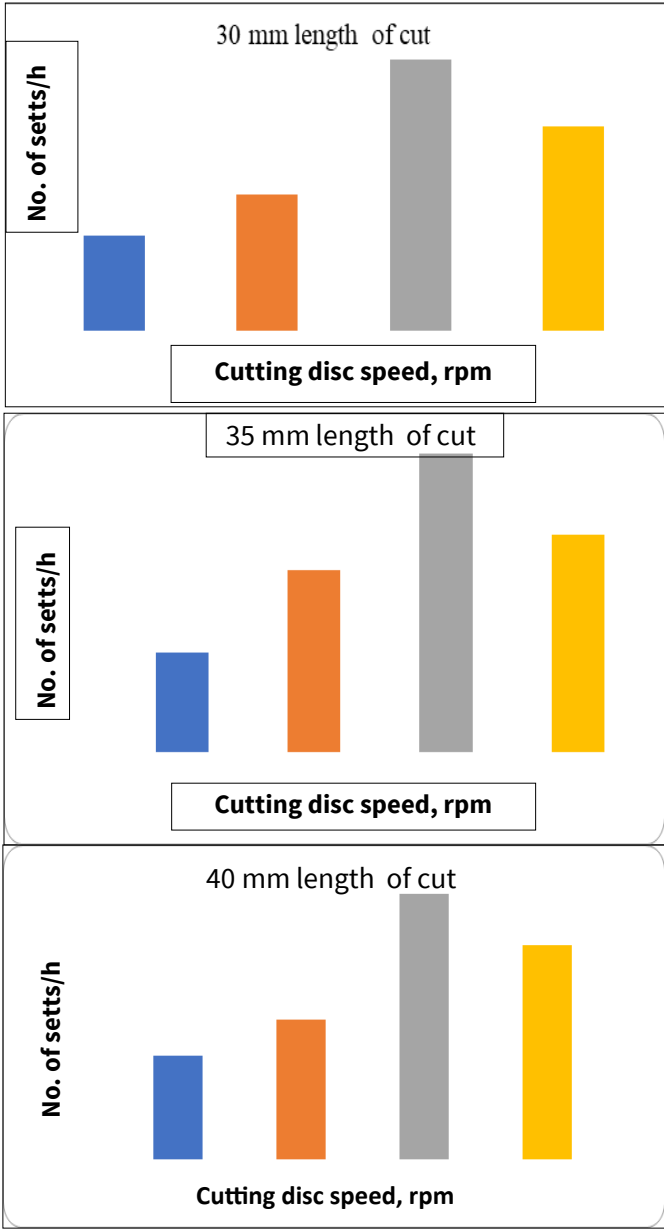 30 mm length of cut
No. of setts/h
Cutting disc speed, rpm
35 mm length of cut
No. of setts/h
Cutting disc speed, rpm
40 mm length of cut
No. of setts/h
Cutting disc speed, rpm